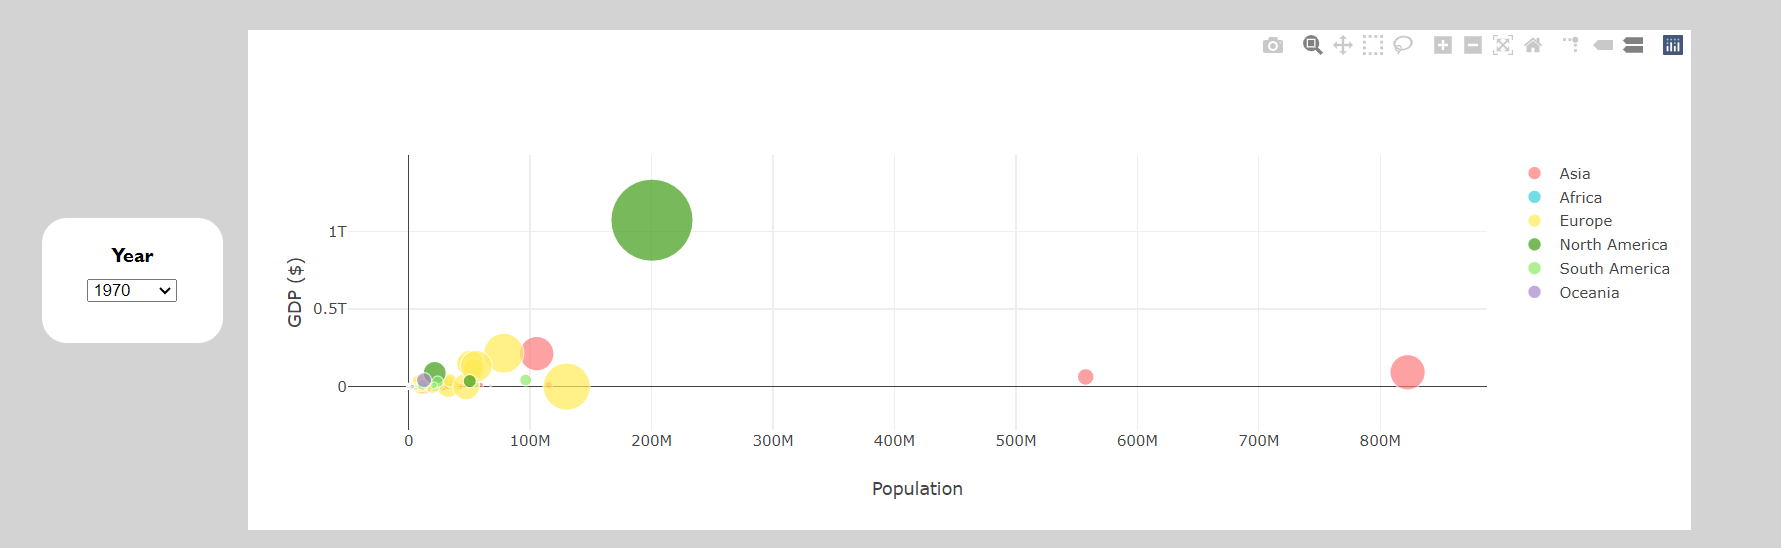 Year
1970
GDP ($)
1T
0.5T
0
0 100M 200M 300M 400M 500M 600M 700M 800M
Population
Asia
Africa
Europe
North America
South America
Oceania